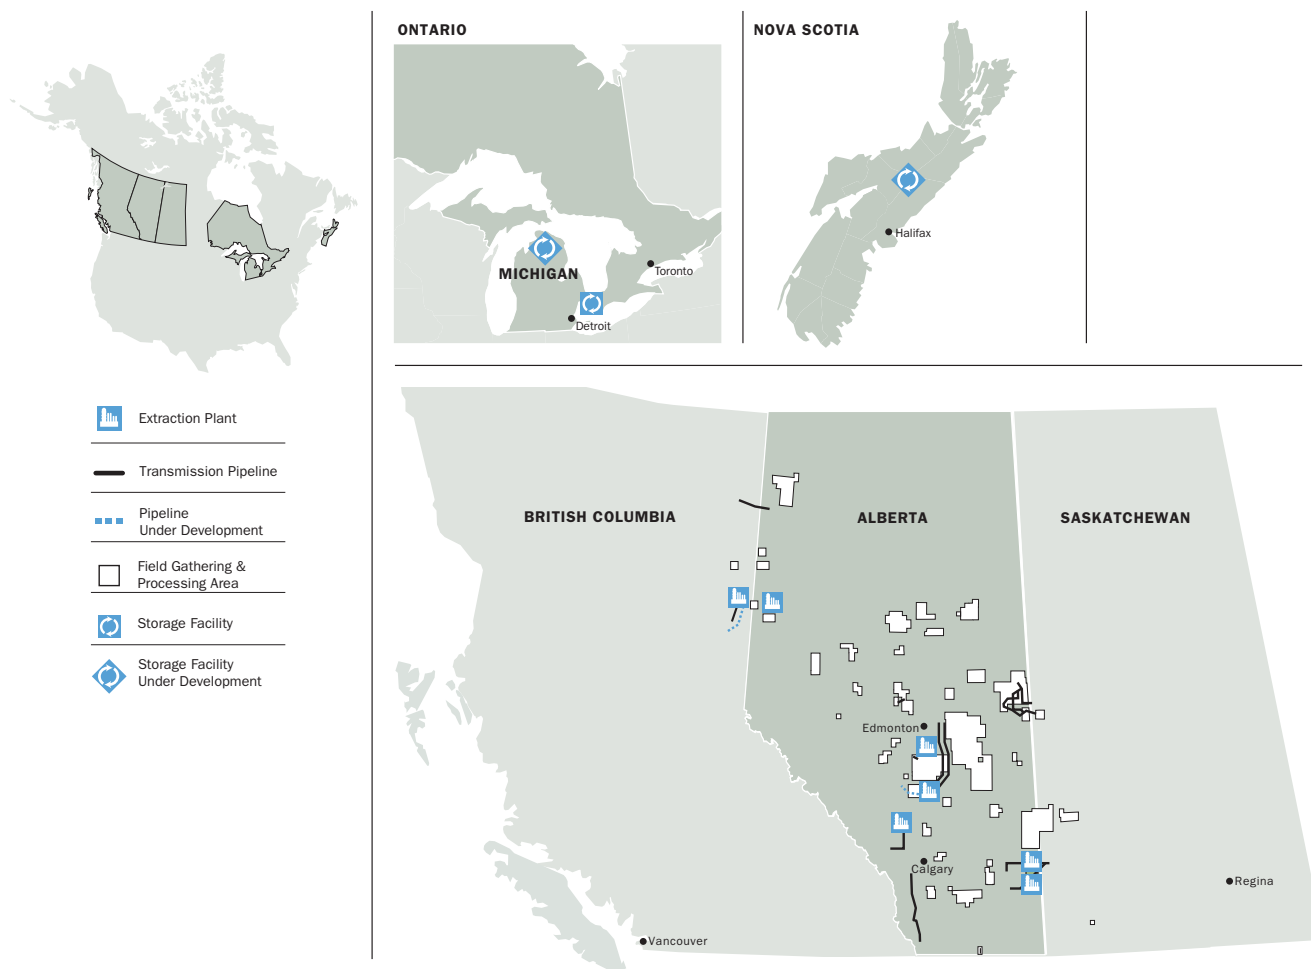 ONTARIO
MICHIGAN
Toronto
Detroit
NOVA SCOTIA
Halifax
Extraction Plant
Transmission Pipeline
Pipeline
Under Development
Field Gathering &
Processing Area
Storage Facility
Storage Facility
Under Development
BRITISH COLUMBIA
ALBERTA
SASKATCHEWAN
Edmonton
Calgary
Regina
Vancouver